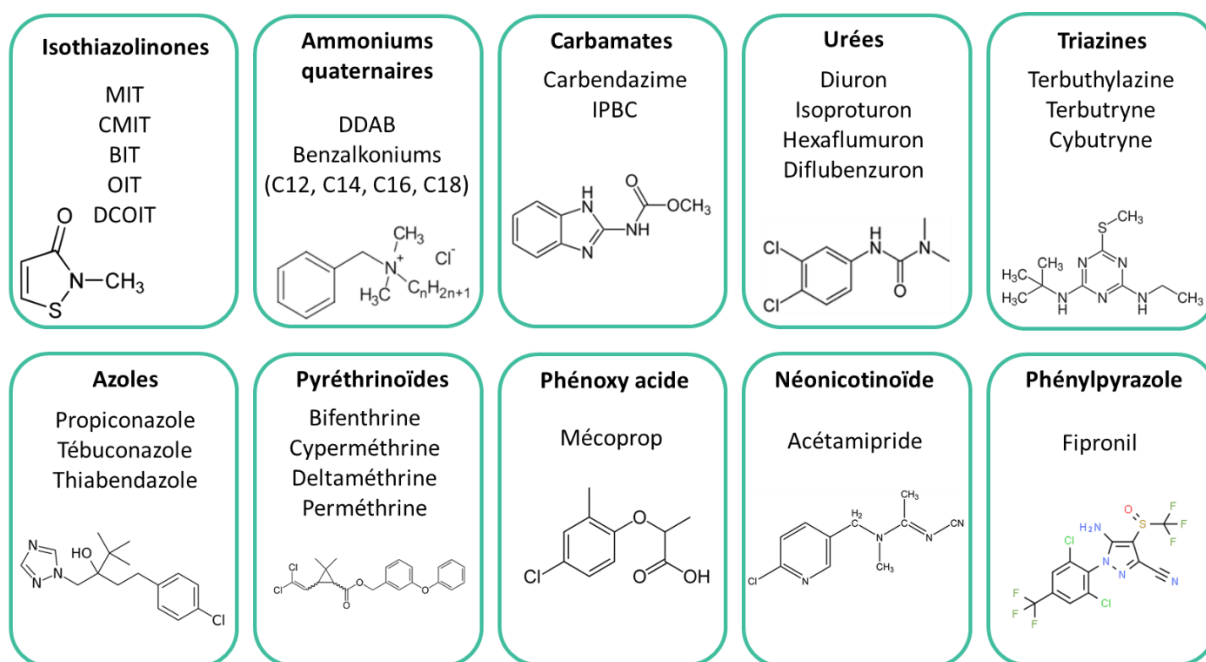 Isothiazolinones
MIT
CMIT
BIT
OIT
DCOIT
O
N-CH₃
S
Ammoniums
quaternaires
DDAB
Benzalkoniums
(C12, C14, C16, C18)
CH₃
Cl⁻
N⁺
H₃C
CₙH₂ₙ₊₁
Carbamates
Carbendazime
IPBC
H
N
O
OCH₃
NH
N
Urées
Diuron
Isoproturon
Hexaflumuron
Diflubenzuron
H
Cl
N
N
Cl
O
Triazines
Terbuthylazine
Terbutryne
Cybutryne
CH₃
S
CH₃
H₃C
N
N
H₃C
N
N
N
CH₃
H
H
Azoles
Propiconazole
Tébuconazole
Thiabendazole
N
HO
N
N
Cl
Pyréthrinoïdes
Bifenthrine
Cyperméthrine
Deltaméthrine
Perméthrine
Cl
Cl
O
O
O
Phénoxy acide
Mécoprop
O
Cl
O
OH
Néonicotinoïde
Acétamipride
CH₃
H₂
C
CN
N
N
CH₃
Cl
N
Phénylpyrazole
Fipronil
O
F
S
F
H₂N
F
Cl
N
N
N
F
F
Cl
F